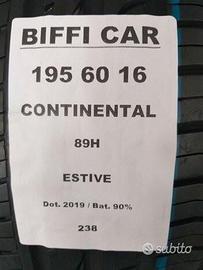 BIFFI CAR
195 60 16
CONTINENTAL
89H
ESTIVE
Dot. 2019 / Bat. 90%
238
subito